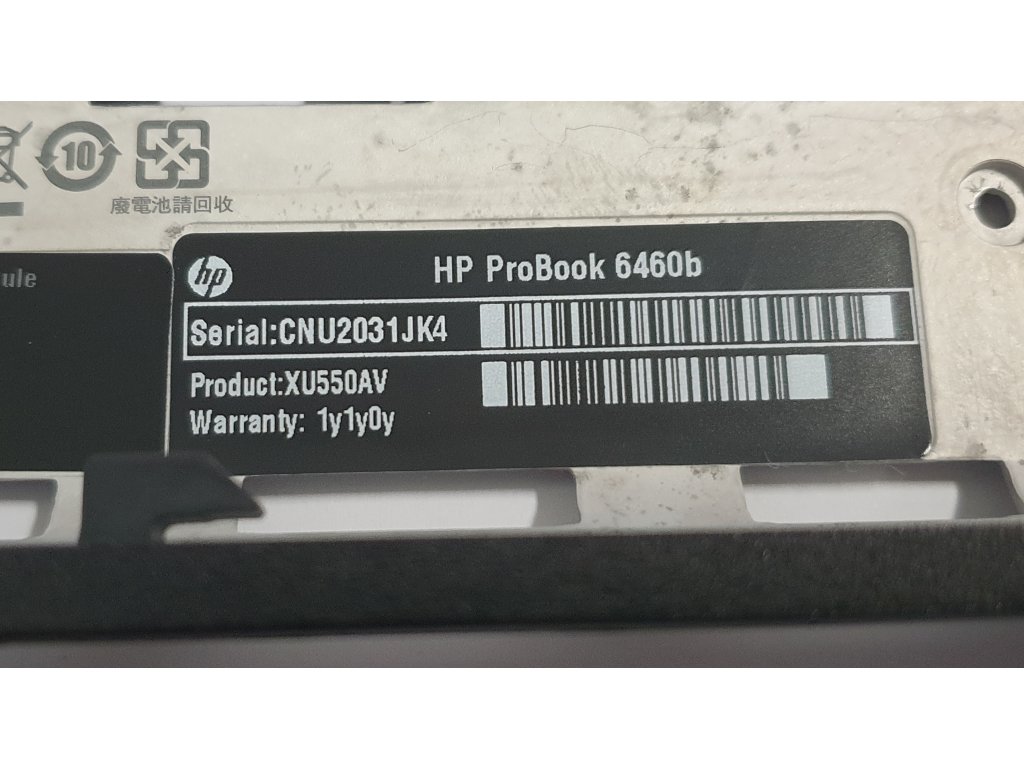 10
廢電池請回收
ule
hp
HP ProBook 6460b
Serial:CNU2031JK4
Product:XU550AV
Warranty: 1y1y0y